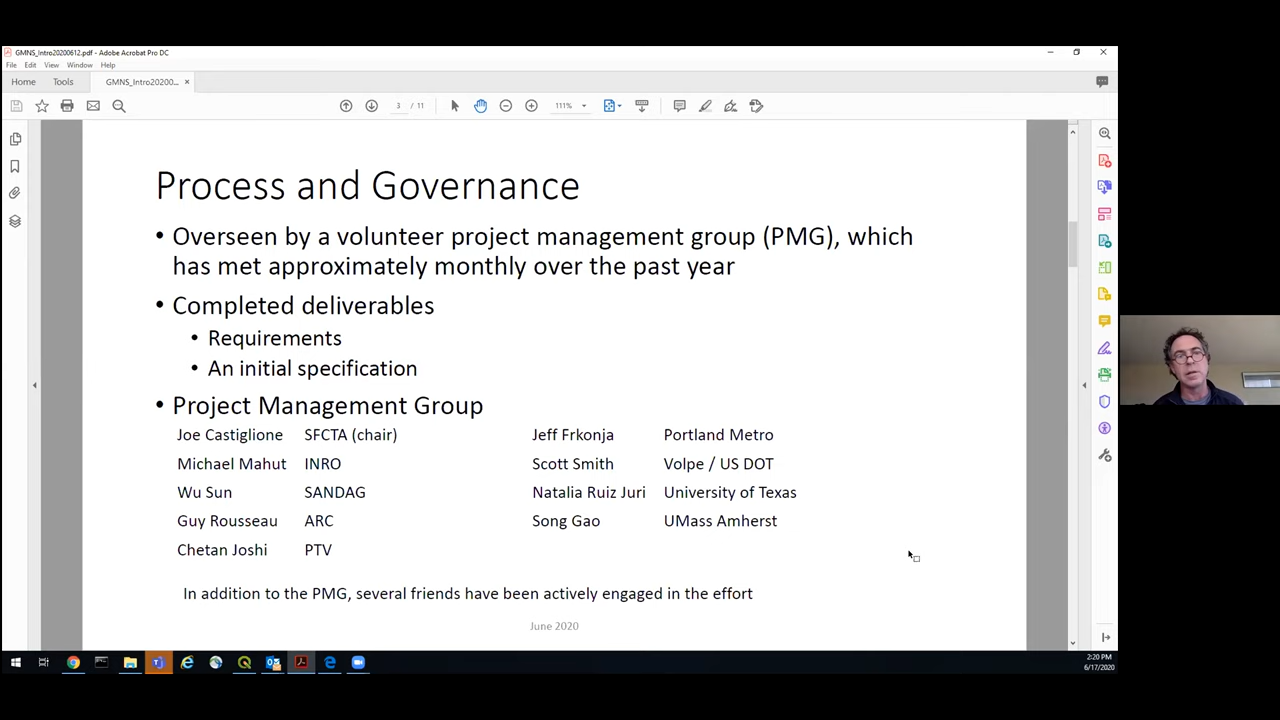 GMNS_Intro20200612.pdf - Adobe Acrobat Pro DC
File Edit View Window Help
Home Tools GMNS_Intro20200... ×
3 / 11 111%
Process and Governance
• Overseen by a volunteer project management group (PMG), which
has met approximately monthly over the past year
• Completed deliverables
• Requirements
• An initial specification
• Project Management Group
Joe Castiglione SFCTA (chair) Jeff Frkonja Portland Metro
Michael Mahut INRO Scott Smith Volpe / US DOT
Wu Sun SANDAG Natalia Ruiz Juri University of Texas
Guy Rousseau ARC Song Gao UMass Amherst
Chetan Joshi PTV
In addition to the PMG, several friends have been actively engaged in the effort
June 2020
2:20 PM
6/17/2020